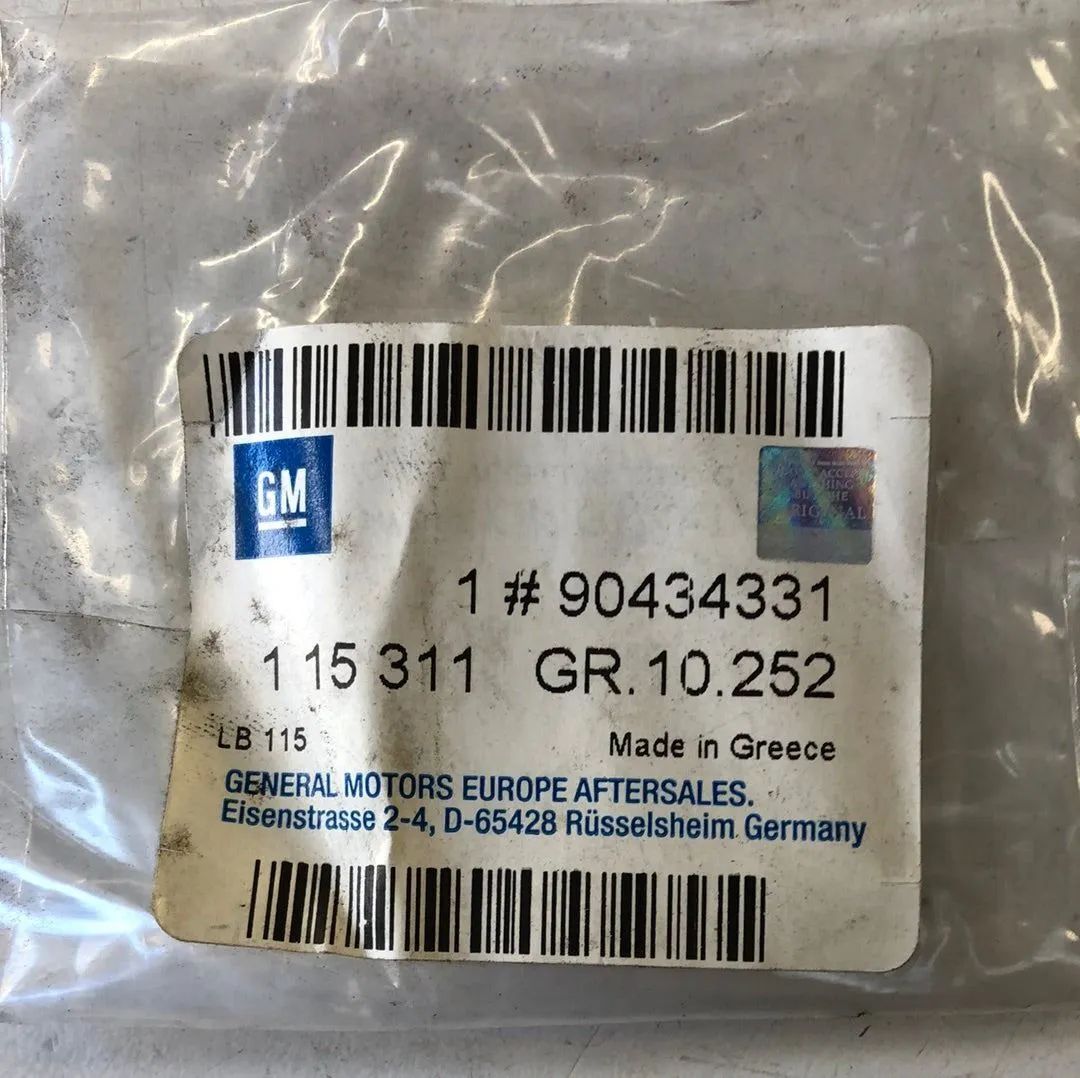 GM
ORIGINAL
1 # 90434331
1 15 311 GR.10.252
LB 115 Made in Greece
GENERAL MOTORS EUROPE AFTERSALES.
Eisenstrasse 2-4, D-65428 Rüsselsheim Germany